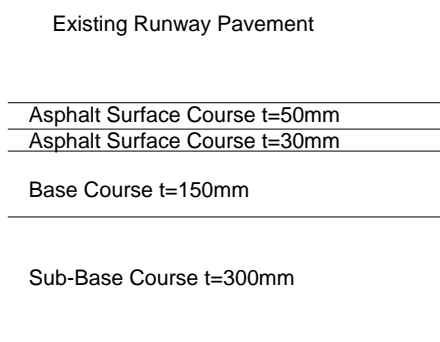 Existing Runway Pavement
Asphalt Surface Course t=50mm
Asphalt Surface Course t=30mm
Base Course t=150mm
Sub-Base Course t=300mm